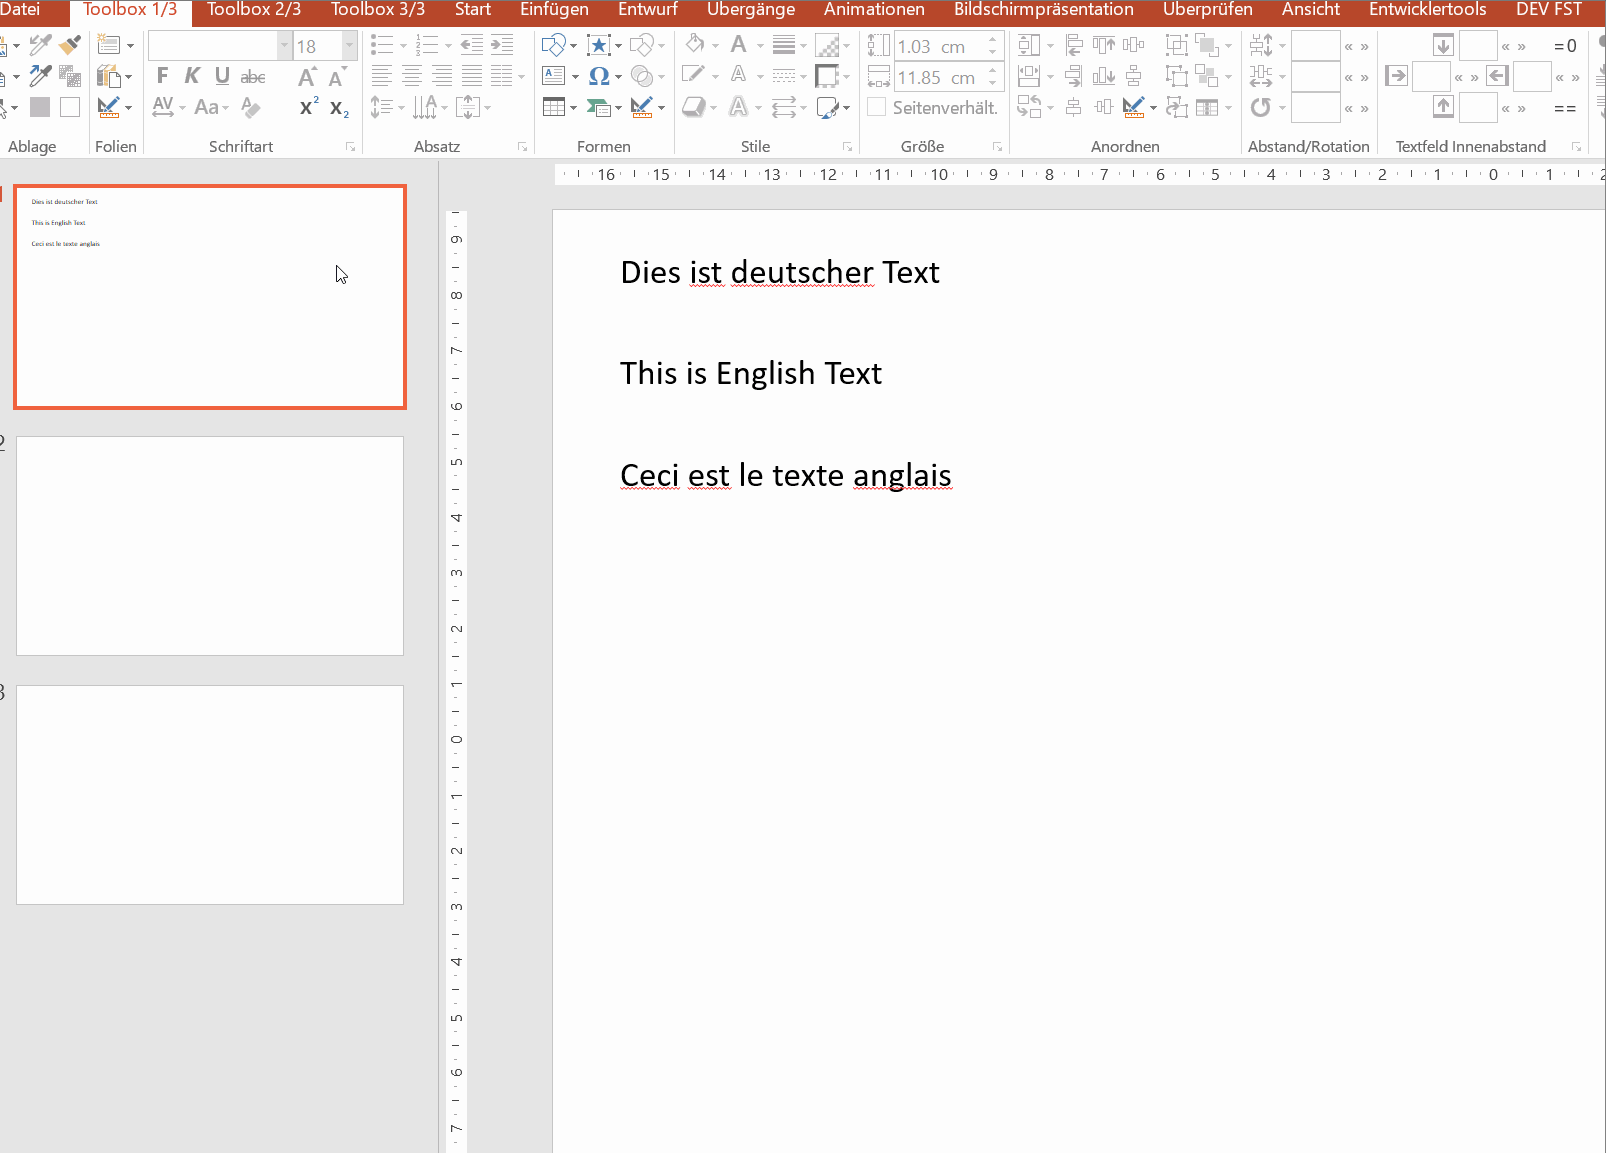 Datei Toolbox 1/3 Toolbox 2/3 Toolbox 3/3 Start Einfügen Entwurf Übergänge Animationen Bildschirmpräsentation Überprüfen Ansicht Entwicklertools DEV FST
18 1.03 cm « » « » = 0
F K U abc A A 11.85 cm « » « » « »
AV Aa x² x₂ Seitenverhält. « » « » ==
Ablage Folien Schriftart Absatz Formen Stile Größe Anordnen Abstand/Rotation Textfeld Innenabstand
16 15 14 13 12 11 10 9 8 7 6 5 4 3 2 1 0 1 2
Dies ist deutscher Text
This is English Text
Ceci est le texte anglais
2
3
9 8 7 6 5 4 3 2 1 0 1 2 3 4 5 6 7
Dies ist deutscher Text
This is English Text
Ceci est le texte anglais